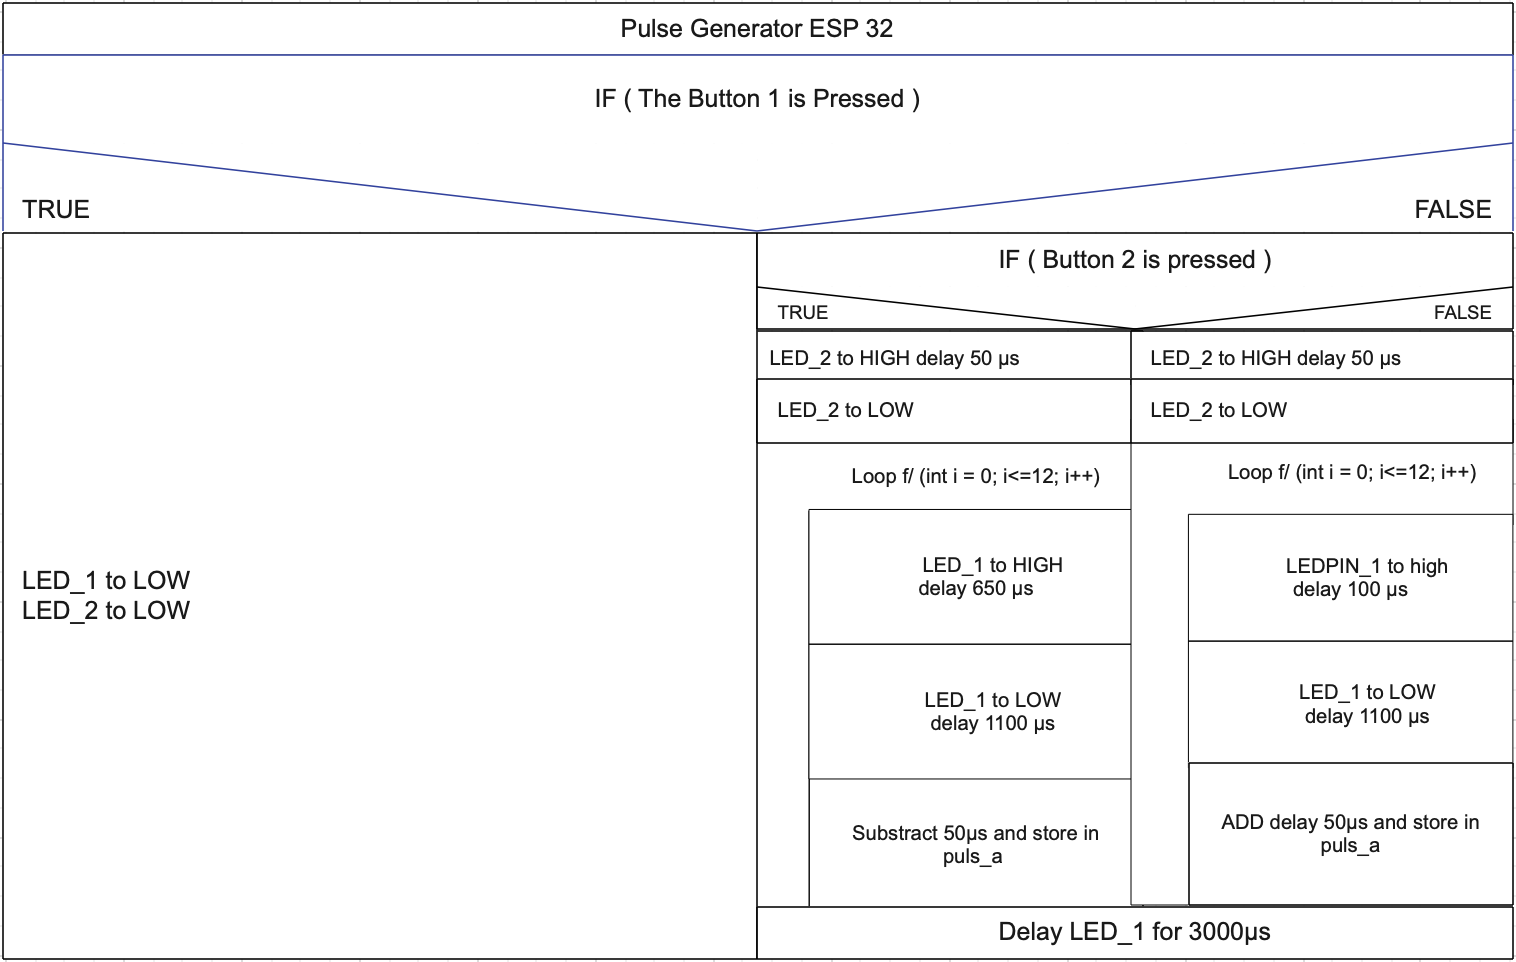 Pulse Generator ESP 32
IF ( The Button 1 is Pressed )
TRUE
FALSE
LED_1 to LOW
LED_2 to LOW
IF ( Button 2 is pressed )
TRUE
FALSE
LED_2 to HIGH delay 50 µs
LED_2 to LOW
Loop f/ (int i = 0; i<=12; i++)
LED_1 to HIGH
delay 650 µs
LED_1 to LOW
delay 1100 µs
Substract 50µs and store in
puls_a
LED_2 to HIGH delay 50 µs
LED_2 to LOW
Loop f/ (int i = 0; i<=12; i++)
LEDPIN_1 to high
delay 100 µs
LED_1 to LOW
delay 1100 µs
ADD delay 50µs and store in
puls_a
Delay LED_1 for 3000µs